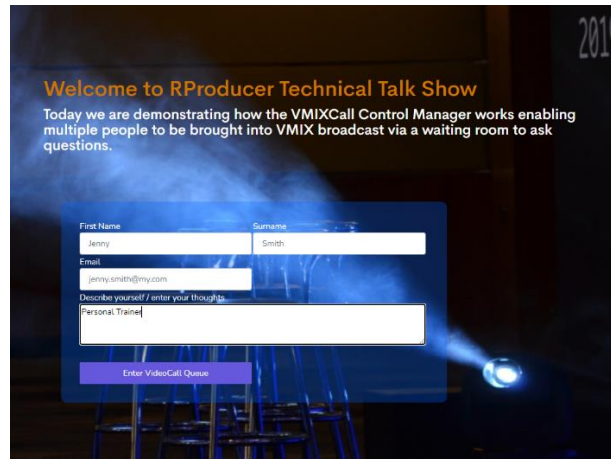 2019
Welcome to RProducer Technical Talk Show
Today we are demonstrating how the VMIXCall Control Manager works enabling
multiple people to be brought into VMIX broadcast via a waiting room to ask
questions.
First Name Surname
Jenny Smith
Email
jenny.smith@my.com
Describe yourself / enter your thoughts
Personal Trainer
Enter VideoCall Queue